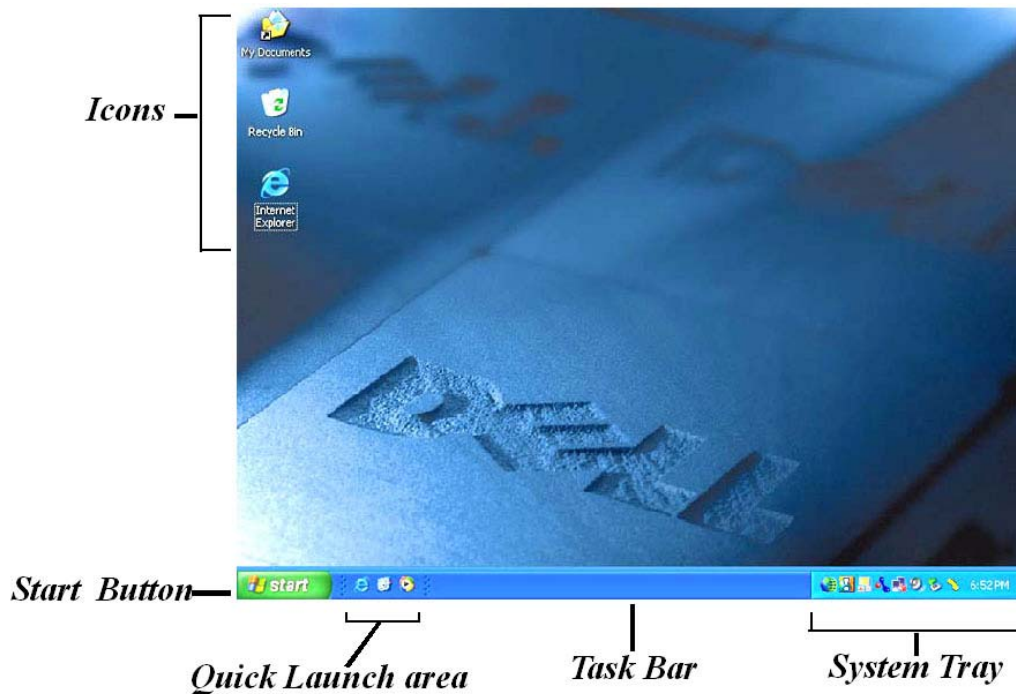 My Documents
Icons
Recycle Bin
Internet
Explorer
DELL
Start Button
start
6:52 PM
Quick Launch area
Task Bar
System Tray